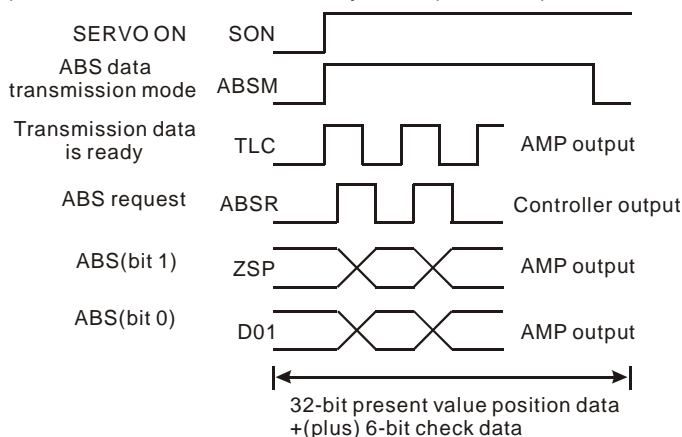 SERVO ON SON
ABS data
transmission mode ABSM
Transmission data
is ready TLC AMP output
ABS request ABSR Controller output
ABS(bit 1) ZSP AMP output
ABS(bit 0) D01 AMP output
32-bit present value position data
+(plus) 6-bit check data